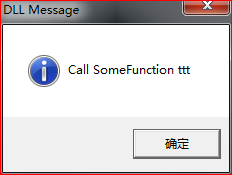 DLL Message
Call SomeFunction ttt
确定